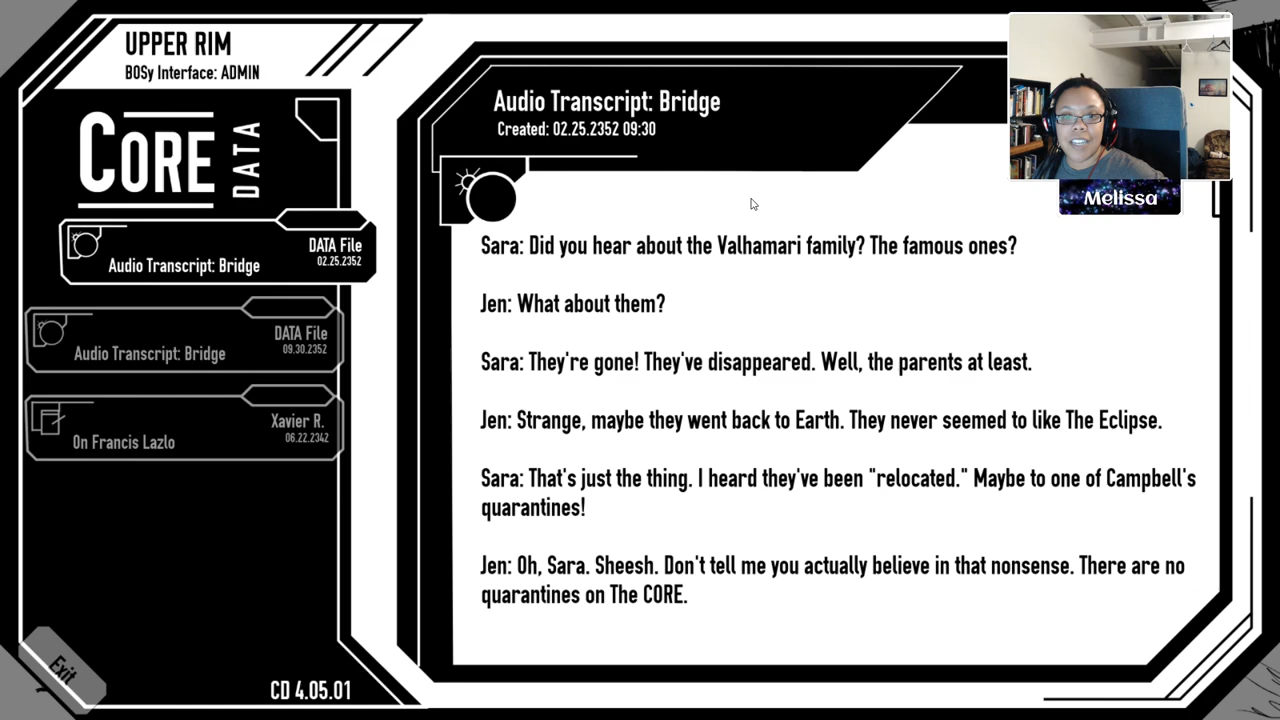 UPPER RIM
BOSy Interface: ADMIN
CORE
DATA
DATA File
02.25.2352
Audio Transcript: Bridge
DATA File
09.30.2352
Audio Transcript: Bridge
Xavier R.
06.22.2342
On Francis Lazlo
Exit
CD 4.05.01
Audio Transcript: Bridge
Created: 02.25.2352 09:30
Melissa
Sara: Did you hear about the Valhamari family? The famous ones?
Jen: What about them?
Sara: They're gone! They've disappeared. Well, the parents at least.
Jen: Strange, maybe they went back to Earth. They never seemed to like The Eclipse.
Sara: That's just the thing. I heard they've been "relocated." Maybe to one of Campbell's
quarantines!
Jen: Oh, Sara. Sheesh. Don't tell me you actually believe in that nonsense. There are no
quarantines on The CORE.